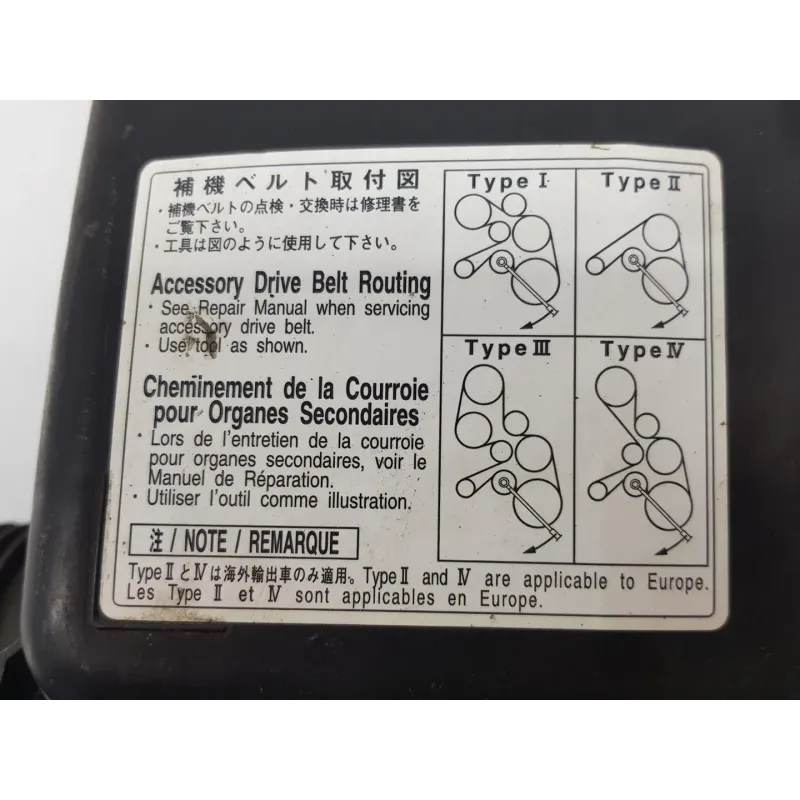 補機ベルト取付図
・補機ベルトの点検・交換時は修理書を
ご覧下さい。
・工具は図のように使用して下さい。
Accessory Drive Belt Routing
・See Repair Manual when servicing
accessory drive belt.
・Use tool as shown.
Cheminement de la Courroie
pour Organes Secondaires
・Lors de l'entretien de la courroie
pour organes secondaires, voir le
Manuel de Réparation.
・Utiliser l'outil comme illustration.
Type Ⅰ
Type Ⅱ
Type Ⅲ
Type Ⅳ
注 / NOTE / REMARQUE
Type Ⅱ と Ⅳ は海外輸出車のみ適用。Type Ⅱ and Ⅳ are applicable to Europe.
Les Type Ⅱ et Ⅳ sont applicables en Europe.